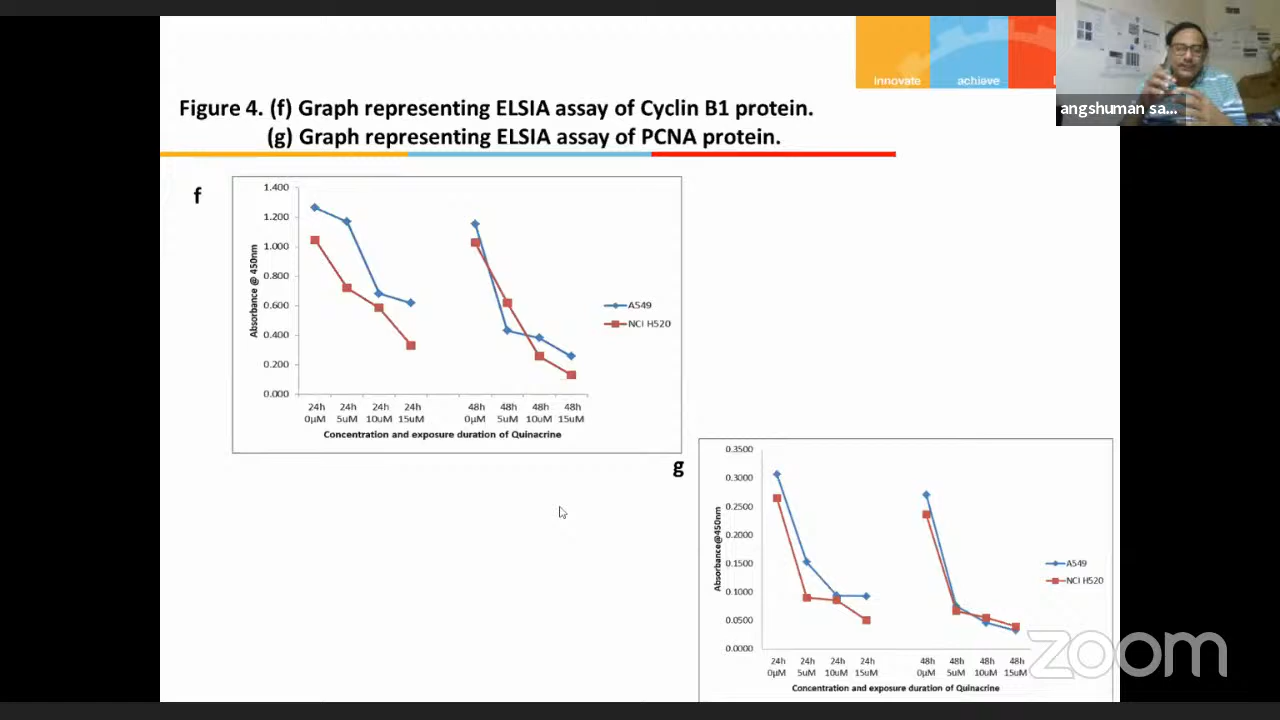 innovate
achieve
angshuman sa...
Figure 4. (f) Graph representing ELSIA assay of Cyclin B1 protein.
(g) Graph representing ELSIA assay of PCNA protein.
f
1.400
1.200
1.000
0.800
0.600
0.400
0.200
0.000
Absorbance @ 450nm
24h 24h 24h 24h 48h 48h 48h 48h
0µM 5uM 10uM 15uM 0µM 5uM 10uM 15uM
Concentration and exposure duration of Quinacrine
A549
NCI H520
g
0.3500
0.3000
0.2500
0.2000
0.1500
0.1000
0.0500
0.0000
Absorbance@450nm
24h 24h 24h 24h 48h 48h 48h 48h
0µM 5uM 10uM 15uM 0µM 5uM 10uM 15uM
Concentration and exposure duration of Quinacrine
A549
NCI H520
zoom